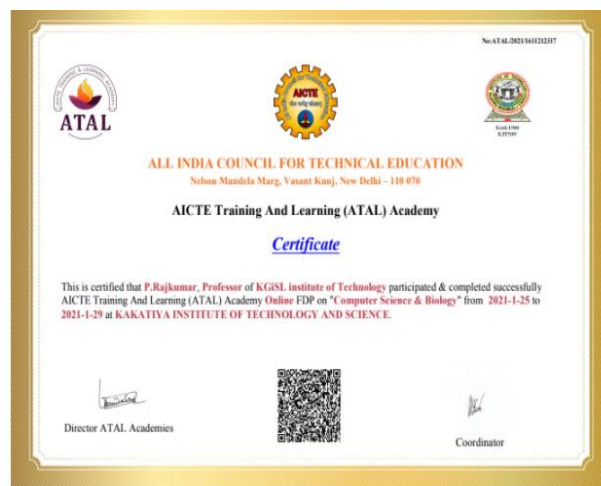 No:ATAL/2021/1611212317
ATAL
AICTE
Estd:1980
KITSW
ALL INDIA COUNCIL FOR TECHNICAL EDUCATION
Nelson Mandela Marg, Vasant Kunj, New Delhi – 110 070
AICTE Training And Learning (ATAL) Academy
Certificate
This is certified that P.Rajkumar, Professor of KGiSL institute of Technology participated & completed successfully
AICTE Training And Learning (ATAL) Academy Online FDP on "Computer Science & Biology" from 2021-1-25 to
2021-1-29 at KAKATIYA INSTITUTE OF TECHNOLOGY AND SCIENCE.
Director ATAL Academies
Coordinator